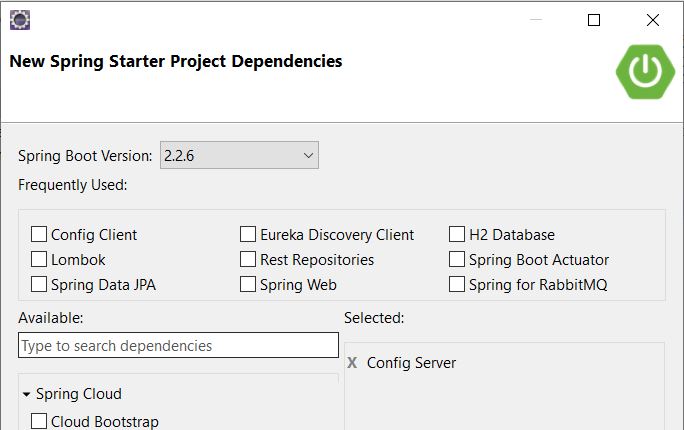 New Spring Starter Project Dependencies
Spring Boot Version: 2.2.6
Frequently Used:
Config Client Eureka Discovery Client H2 Database
Lombok Rest Repositories Spring Boot Actuator
Spring Data JPA Spring Web Spring for RabbitMQ
Available: Selected:
Type to search dependencies
X Config Server
Spring Cloud
Cloud Bootstrap